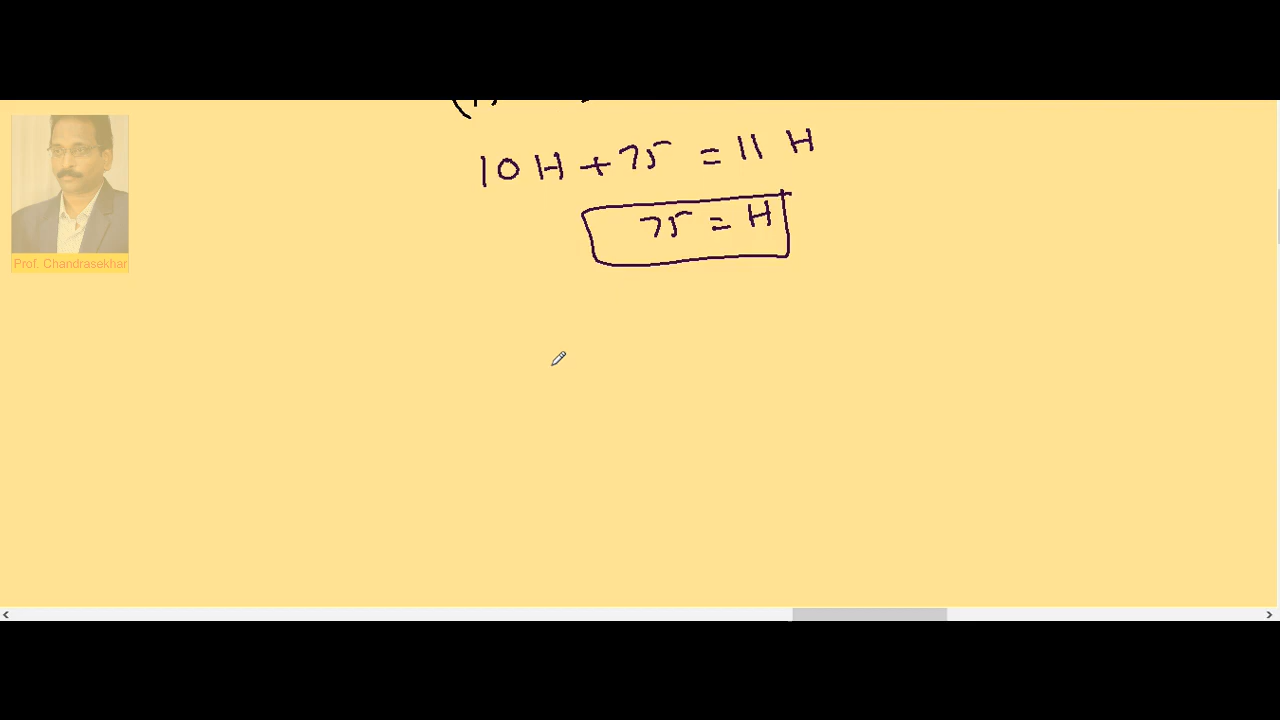 10 H + 75 = 11 H
75 = H
Prof. Chandrasekhar